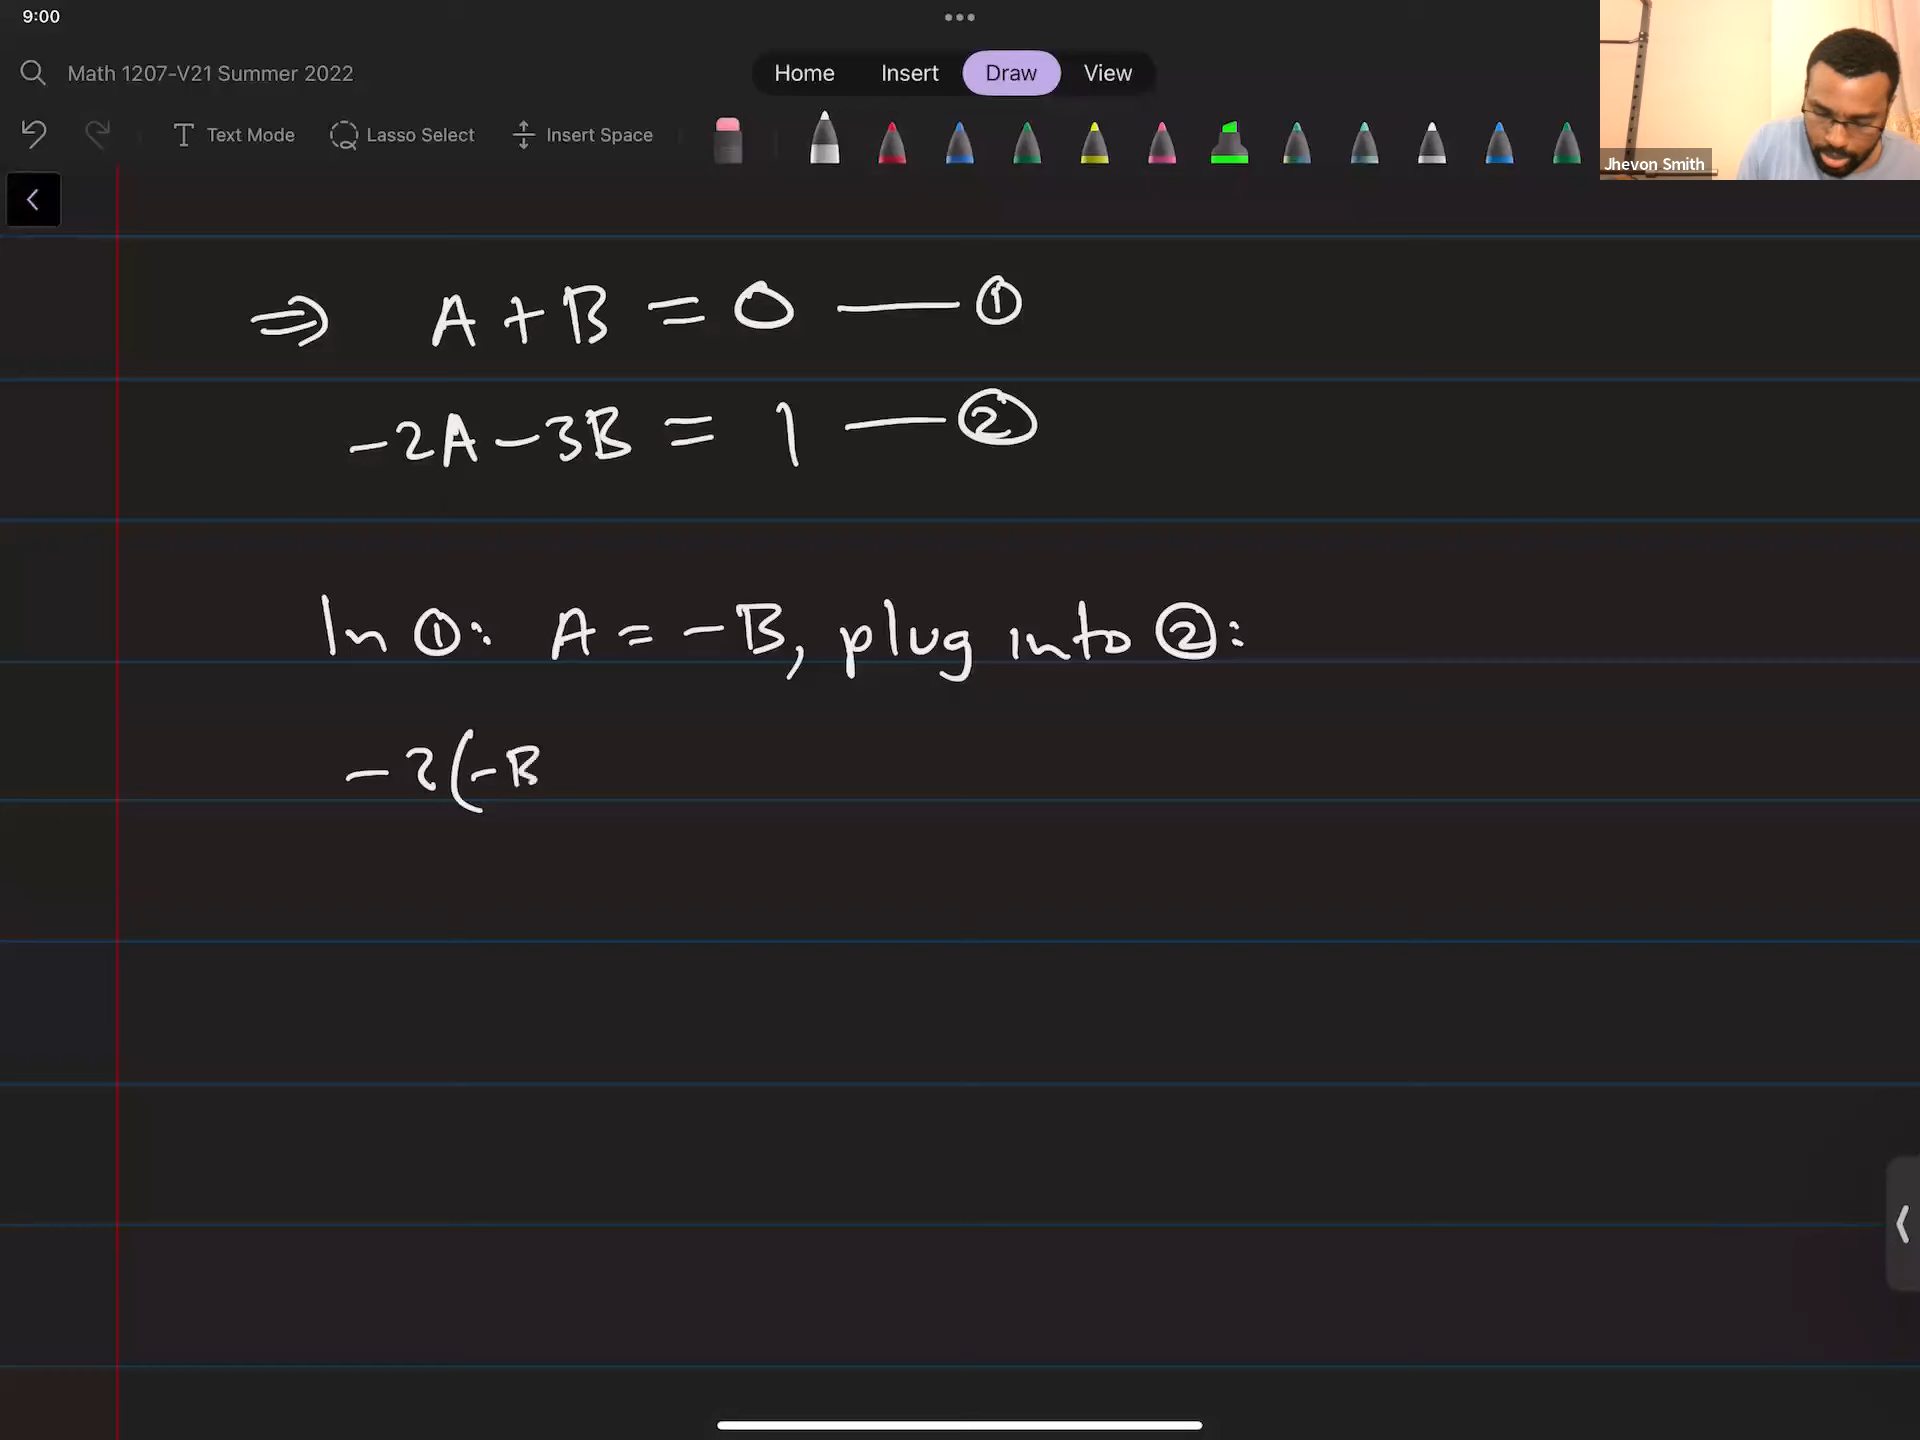 9:00
Math 1207-V21 Summer 2022
Home Insert Draw View
Text Mode Lasso Select Insert Space
Jhevon Smith
⇒ A + B = 0 — ①
-2A - 3B = 1 — ②
In ①: A = -B, plug into ②:
-2(-B